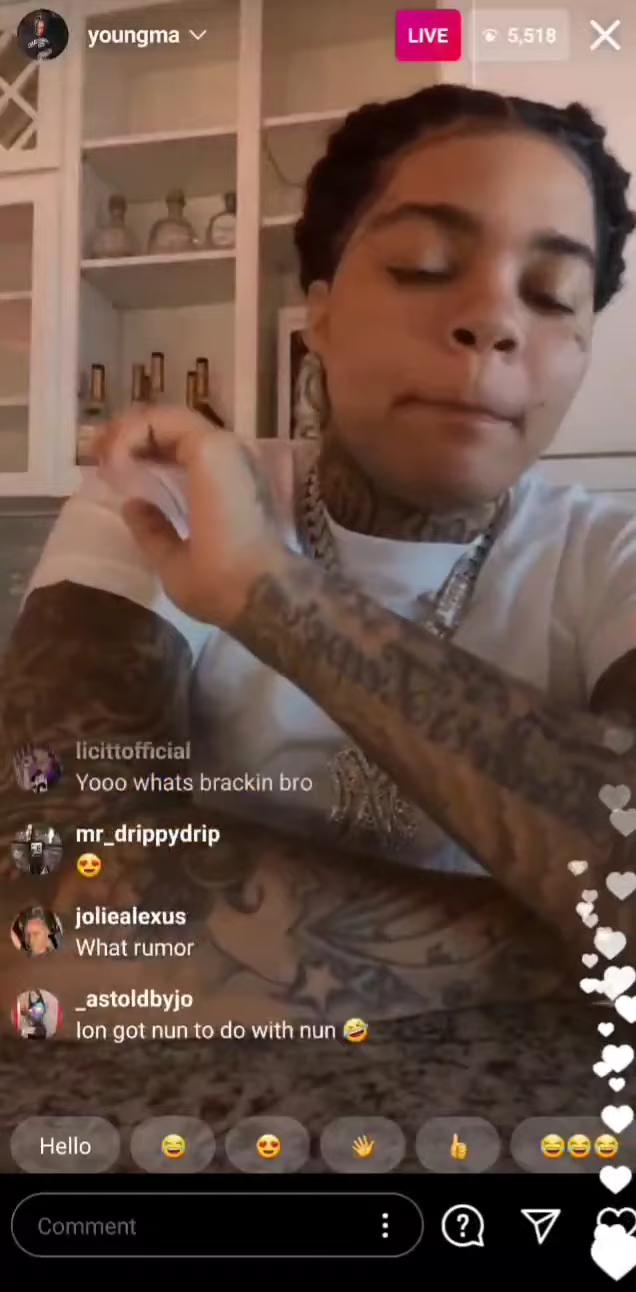 youngma
LIVE
5,518
licittofficial
Yooo whats brackin bro
mr_drippydrip
😍
joliealexus
What rumor
_astoldbyjo
Ion got nun to do with nun 🤣
Hello
😂
😍
👋
👍
😂😂😂
Comment